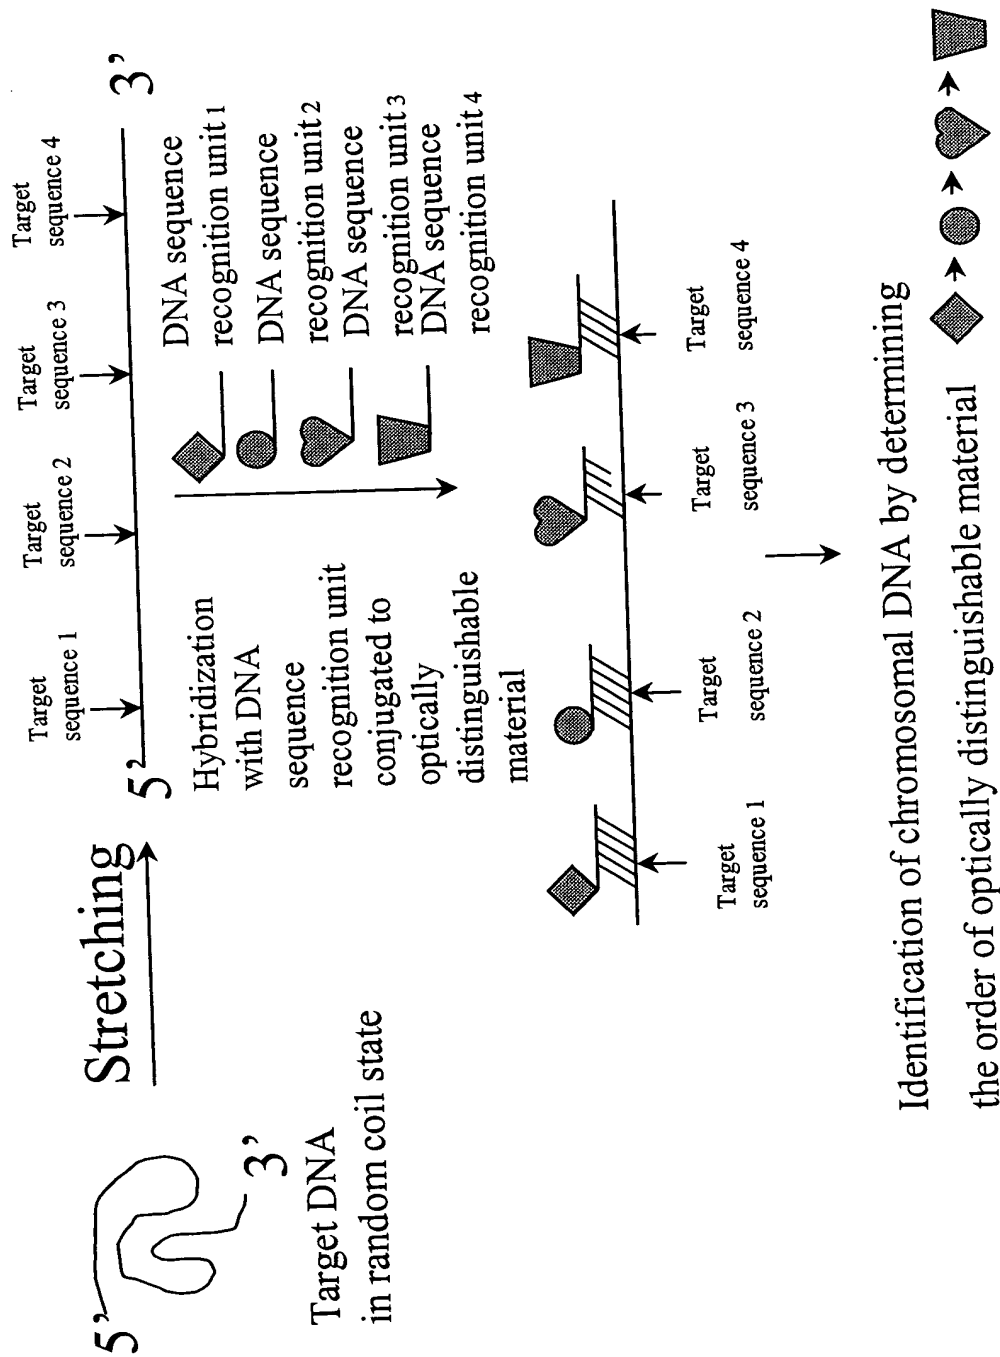 5’
3’
Target DNA
in random coil state
Stretching
5’
3’
Target
sequence 1
Target
sequence 2
Target
sequence 3
Target
sequence 4
Hybridization
with DNA
sequence
recognition unit
conjugated to
optically
distinguishable
material
DNA sequence
recognition unit 1
DNA sequence
recognition unit 2
DNA sequence
recognition unit 3
DNA sequence
recognition unit 4
Target
sequence 1
Target
sequence 2
Target
sequence 3
Target
sequence 4
Identification of chromosomal DNA by determining
the order of optically distinguishable material